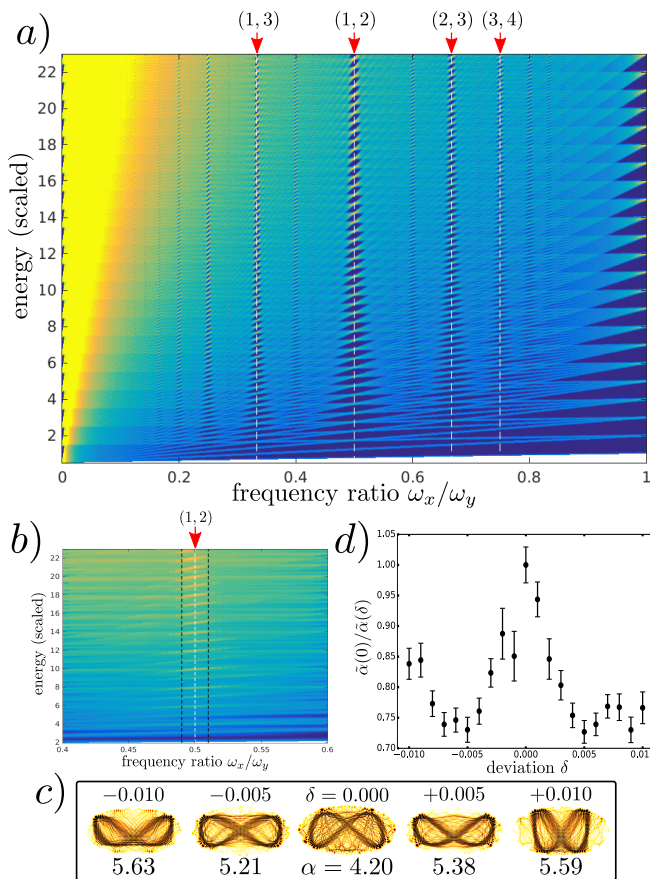 a)
(1, 3) (1, 2) (2, 3) (3, 4)
energy (scaled)
22
20
18
16
14
12
10
8
6
4
2
0 0.2 0.4 0.6 0.8 1
frequency ratio ωₓ/ωᵧ
b)
(1, 2)
energy (scaled)
22
20
18
16
14
12
10
8
6
4
2
0.4 0.45 0.5 0.55 0.6
frequency ratio ωₓ/ωᵧ
d)
α̃(0)/α̃(δ)
1.05
1.00
0.95
0.90
0.85
0.80
0.75
0.70
−0.010 −0.005 0.000 0.005 0.010
deviation δ
c)
−0.010 −0.005 δ = 0.000 +0.005 +0.010
5.63 5.21 α = 4.20 5.38 5.59